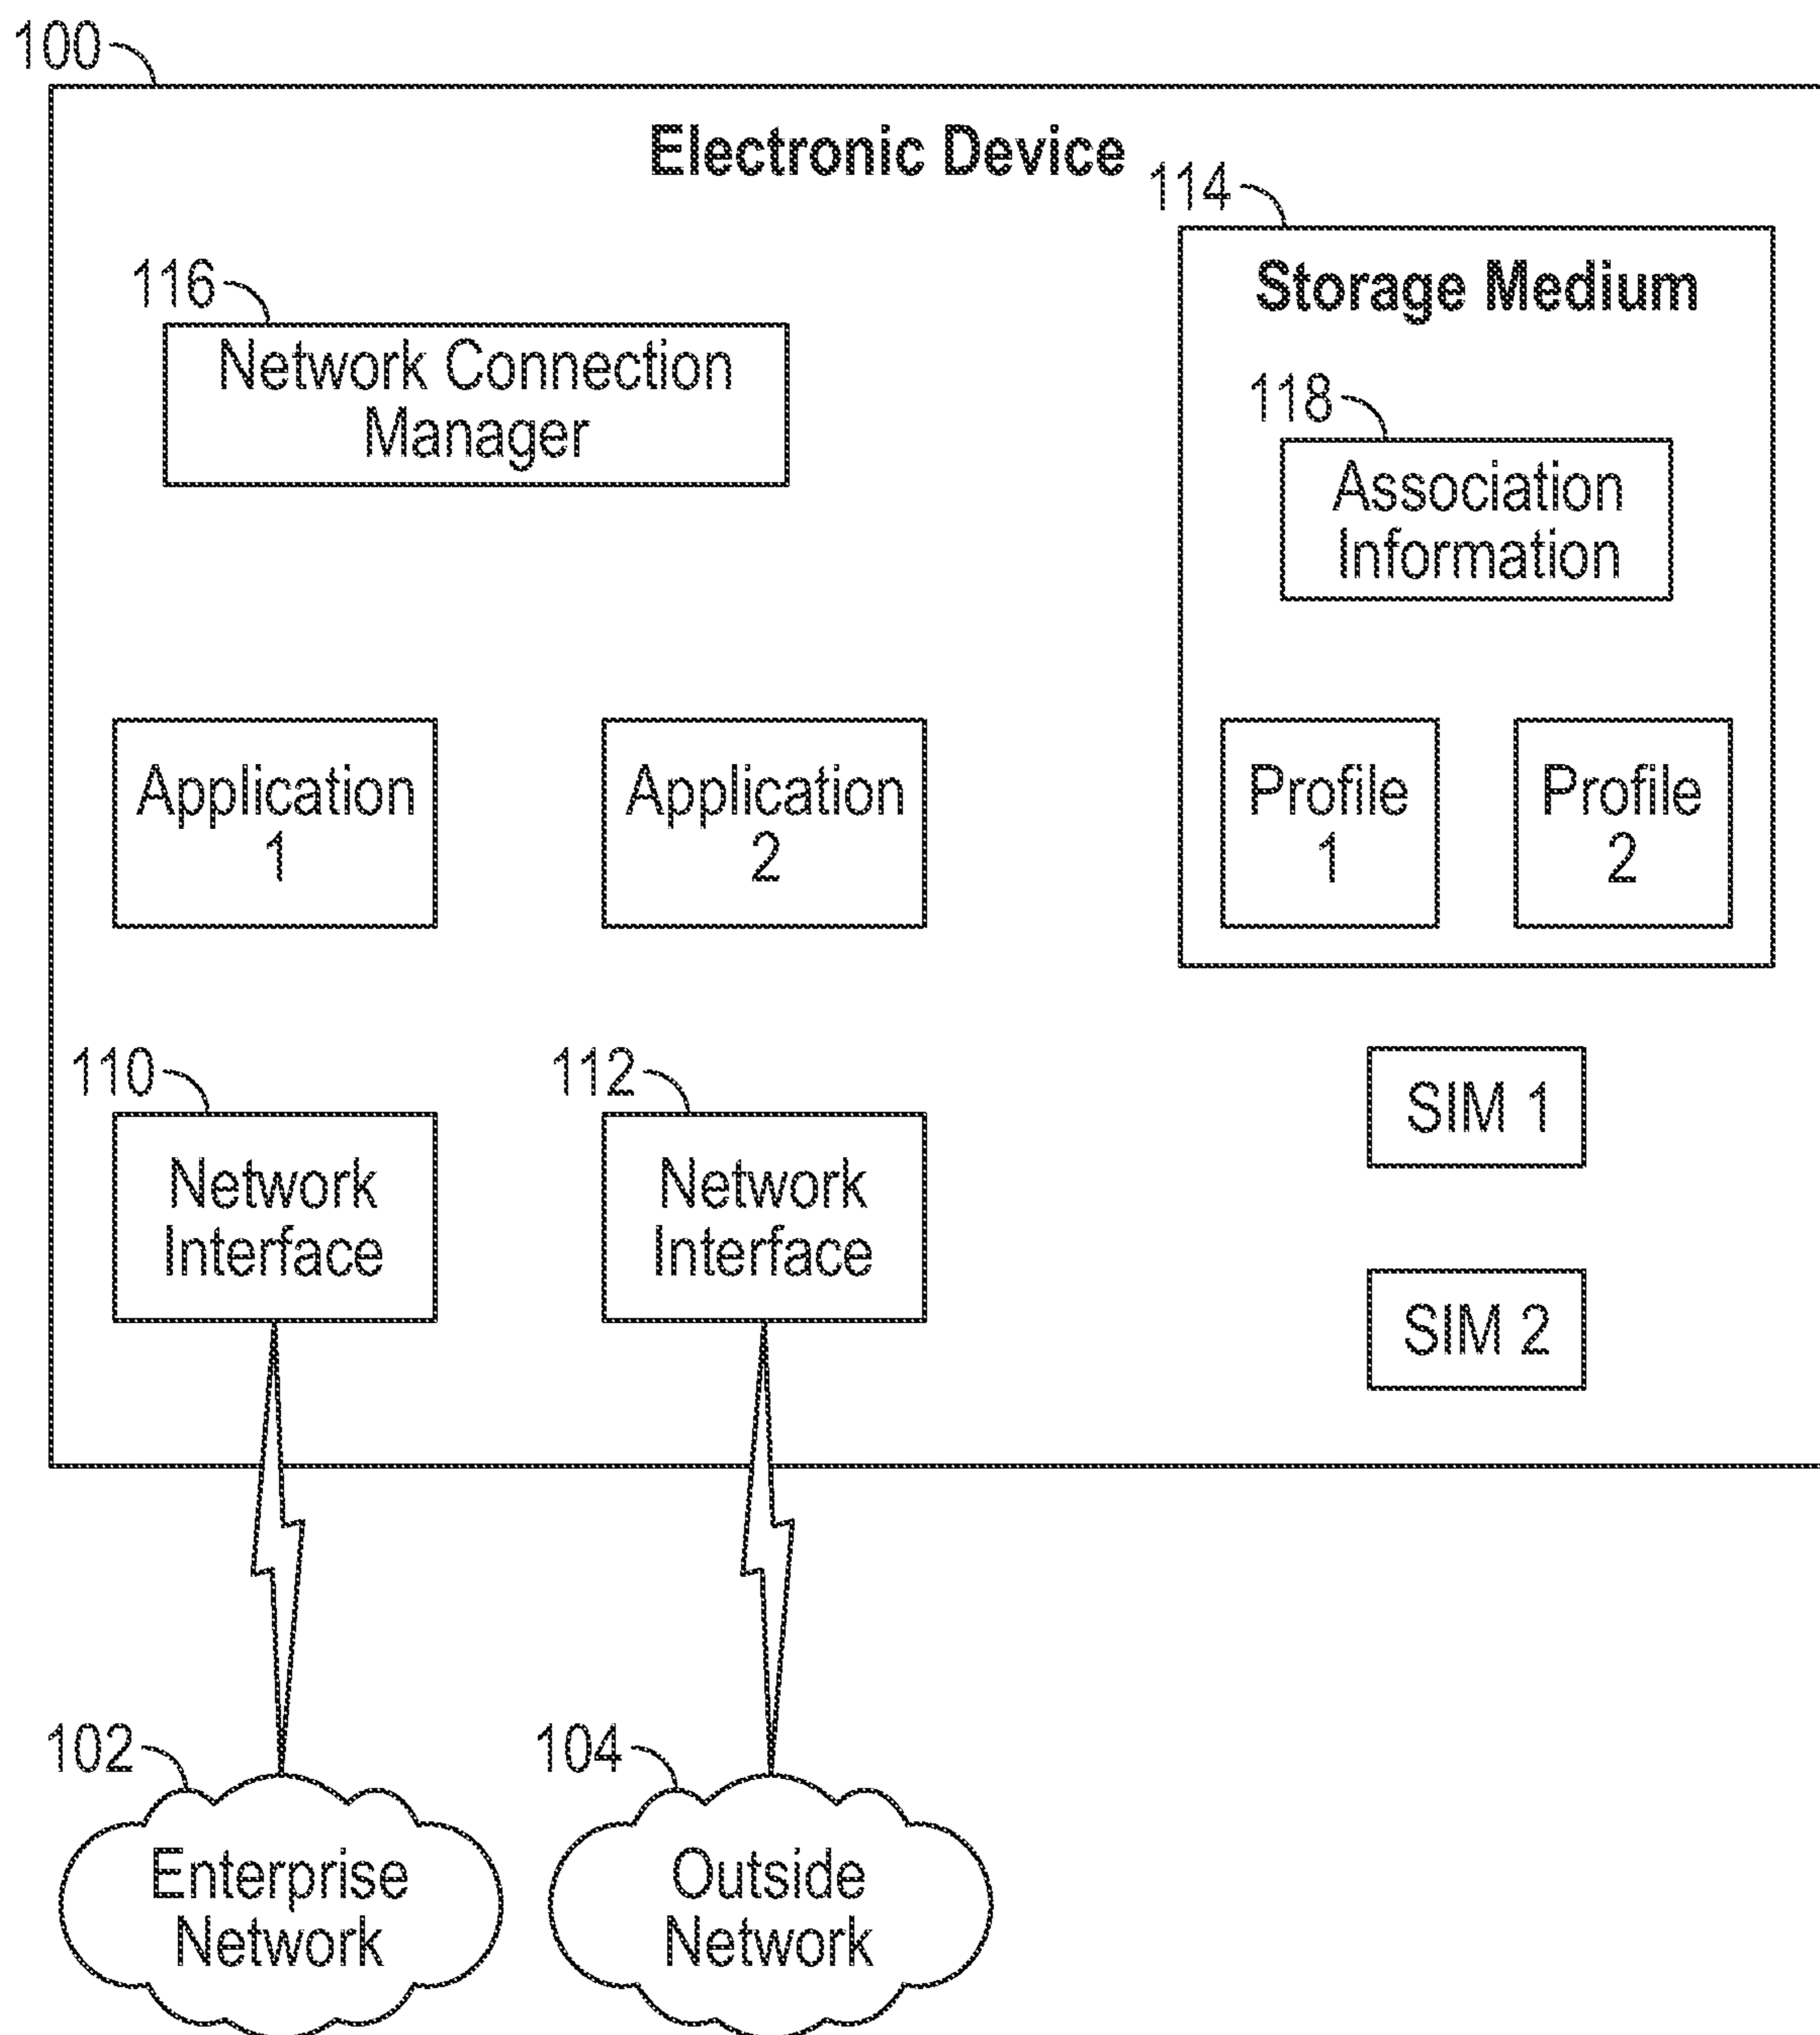 100
Electronic Device
114
Storage Medium
116
Network Connection
Manager
118
Association
Information
Application
1
Application
2
Profile
1
Profile
2
110
Network
Interface
112
Network
Interface
SIM 1
SIM 2
102
Enterprise
Network
104
Outside
Network